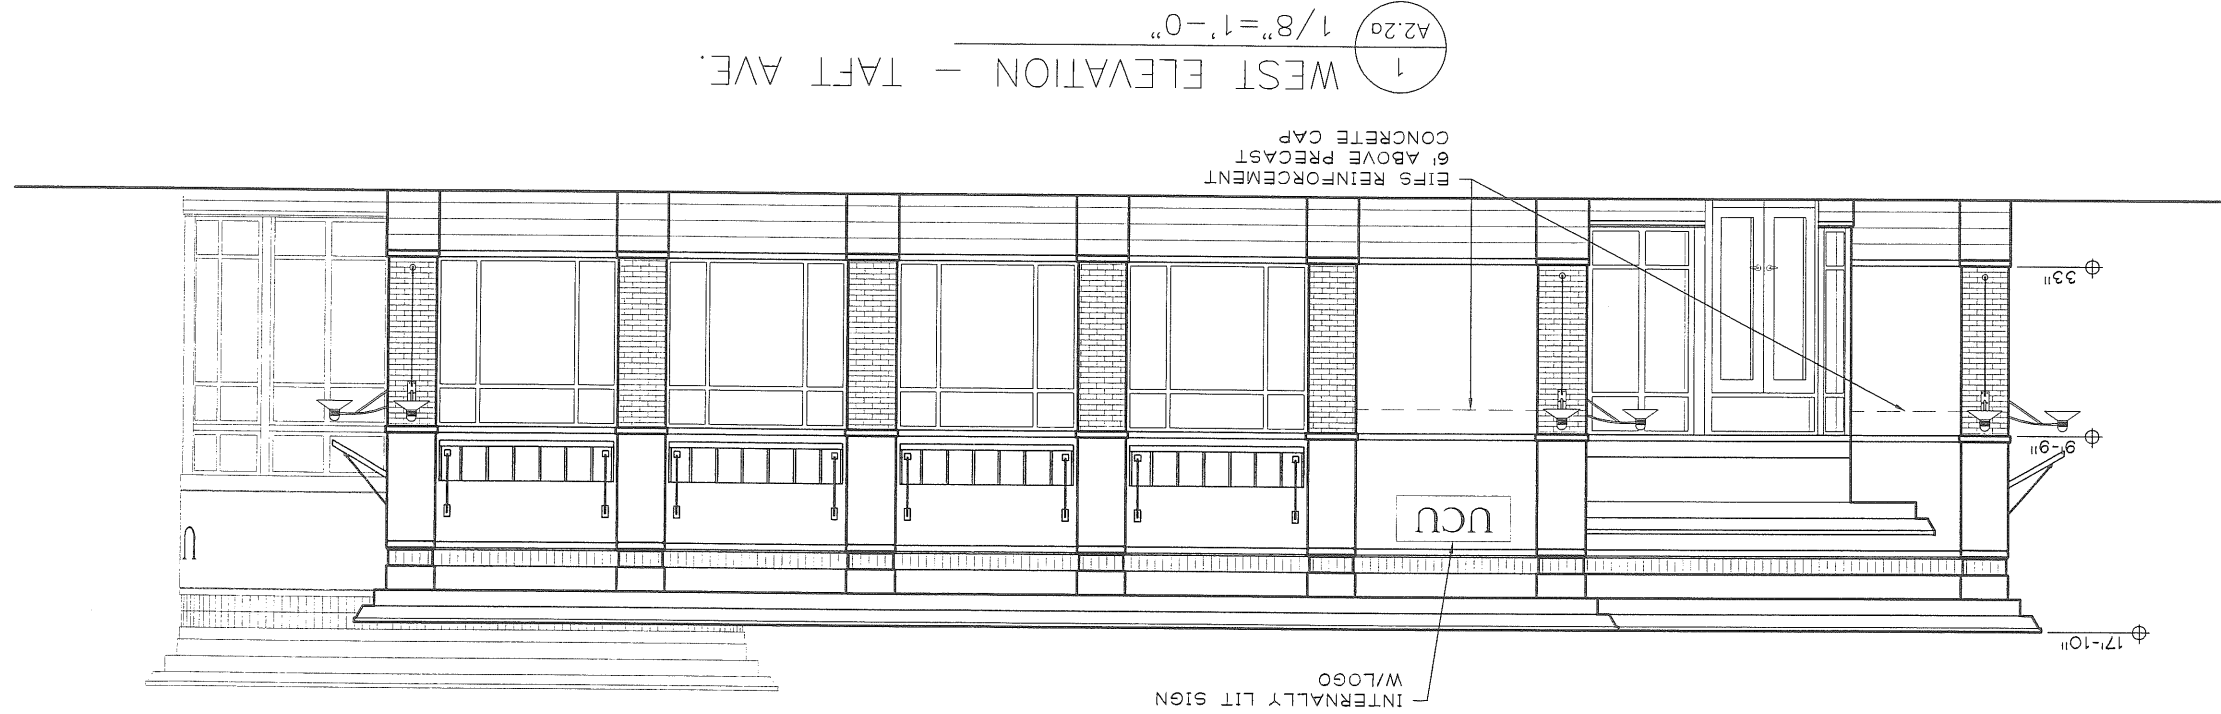 INTERNALLY LIT SIGN
W/LOGO
17'-10"
UCU
U
9'-9"
33"
EIFS REINFORCEMENT
6' ABOVE PRECAST
CONCRETE CAP
1
WEST ELEVATION - TAFT AVE.
A2.2a
1/8"=1'-0"